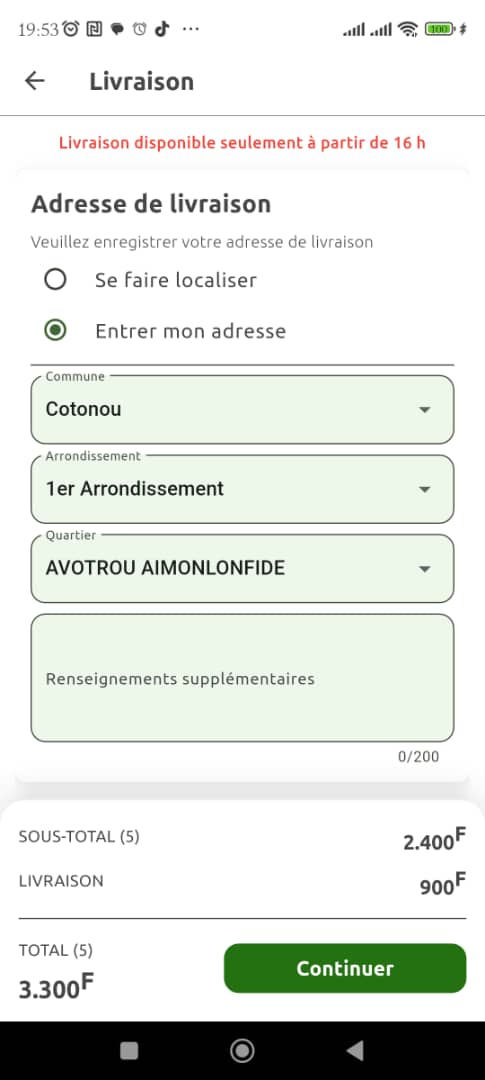 19:53
100
Livraison
Livraison disponible seulement à partir de 16 h
Adresse de livraison
Veuillez enregistrer votre adresse de livraison
Se faire localiser
Entrer mon adresse
Commune
Cotonou
Arrondissement
1er Arrondissement
Quartier
AVOTROU AIMONLONFIDE
Renseignements supplémentaires
0/200
SOUS-TOTAL (5) 2.400F
LIVRAISON 900F
TOTAL (5)
3.300F
Continuer